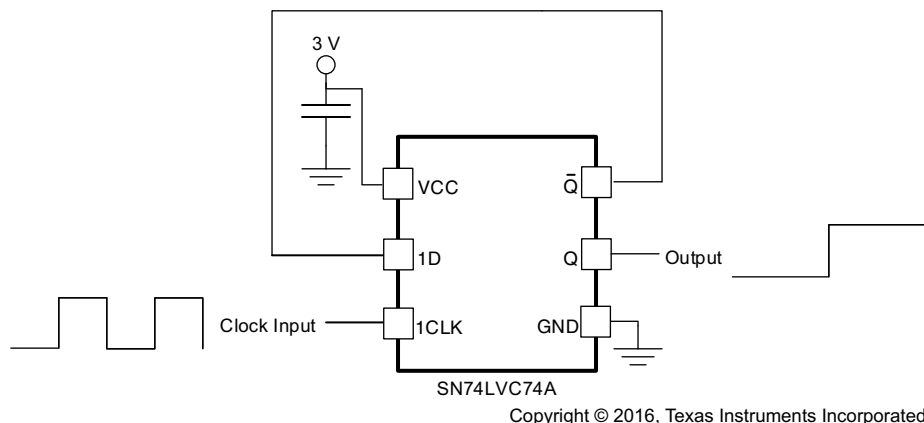 3 V
VCC
Q̅
1D
Q
Output
Clock Input
1CLK
GND
SN74LVC74A
Copyright © 2016, Texas Instruments Incorporated